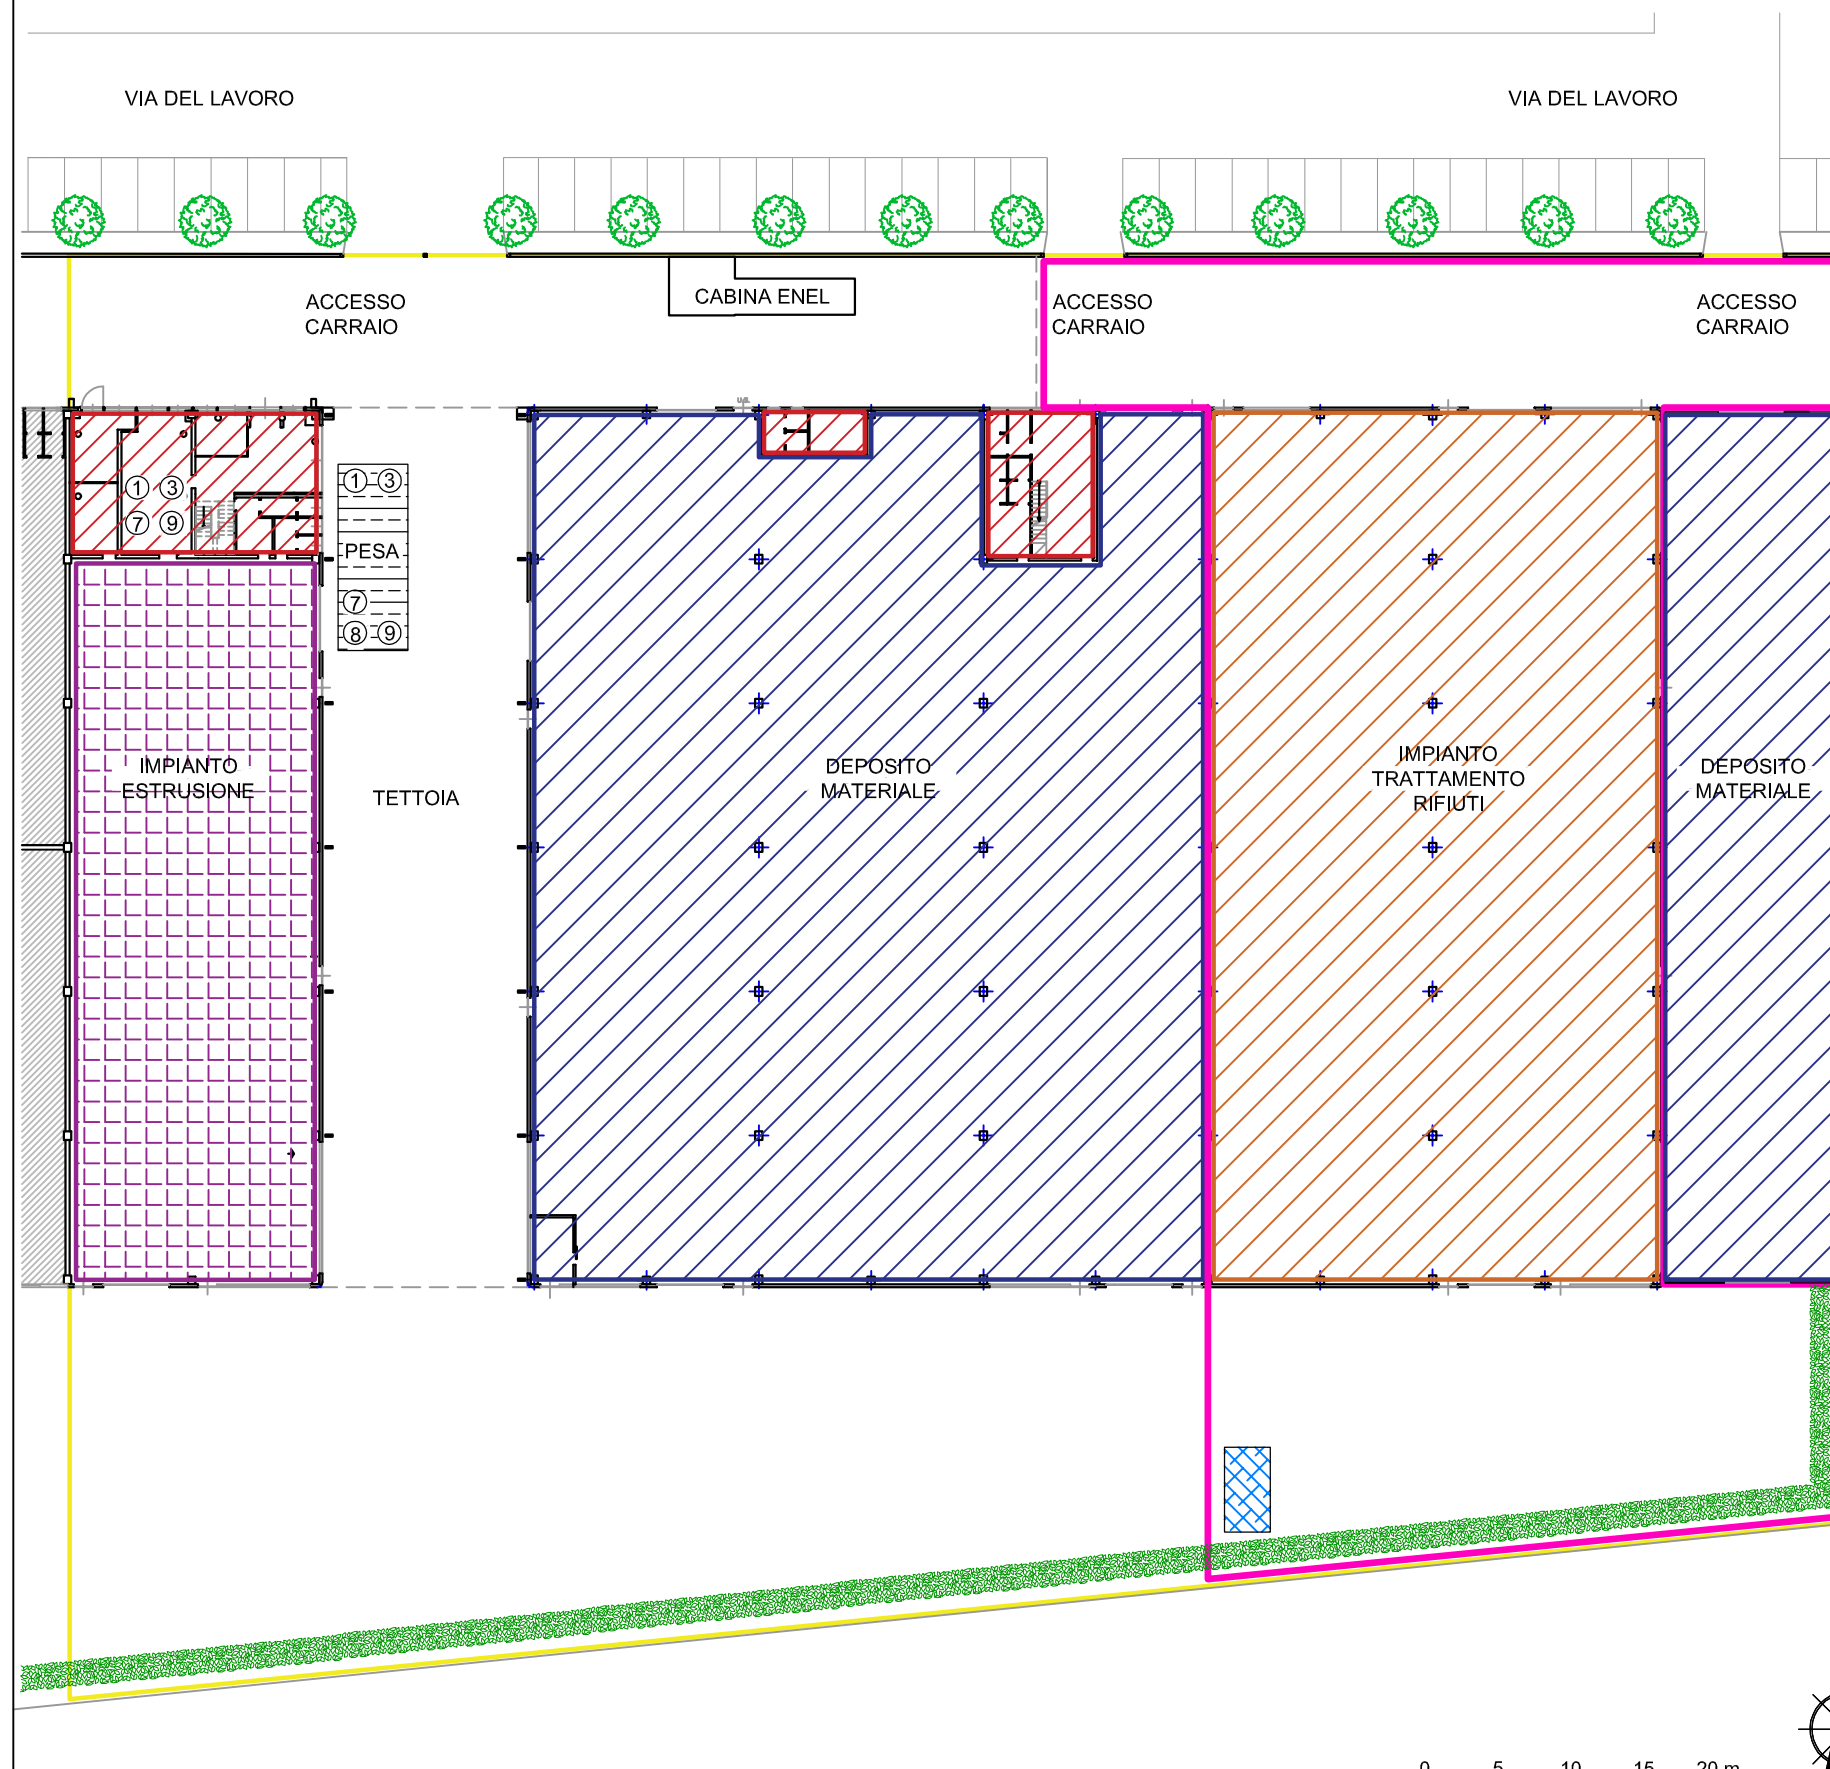 VIA DEL LAVORO
VIA DEL LAVORO
ACCESSO
CARRAIO
CABINA ENEL
ACCESSO
CARRAIO
ACCESSO
CARRAIO
1 3
7 9
1 3
PESA
7
8 9
IMPIANTO
ESTRUSIONE
TETTOIA
DEPOSITO
MATERIALE
IMPIANTO
TRATTAMENTO
RIFIUTI
DEPOSITO
MATERIALE
0 5 10 15 20 m